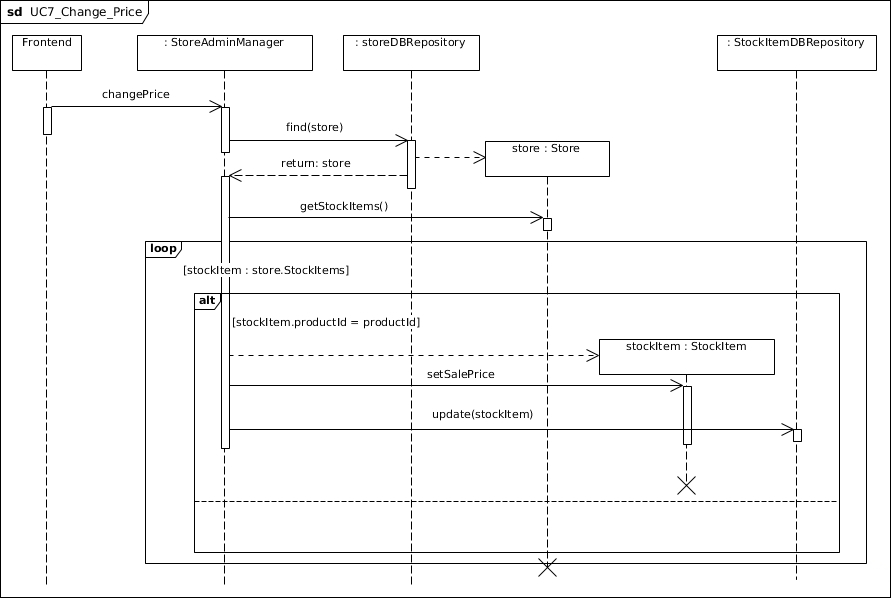 sd UC7_Change_Price
Frontend
: StoreAdminManager
: storeDBRepository
: StockItemDBRepository
changePrice
find(store)
store : Store
return: store
getStockItems()
loop
[stockItem : store.StockItems]
alt
[stockItem.productId = productId]
stockItem : StockItem
setSalePrice
update(stockItem)